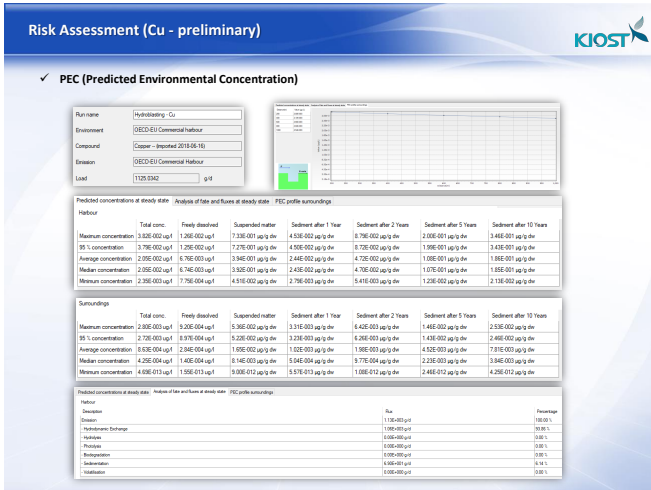 Risk Assessment (Cu - preliminary)
KIOST
✓ PEC (Predicted Environmental Concentration)
Run name Hydroblasting - Cu
Environment OECD-EU Commercial harbour
Compound Copper -- (imported 2018-06-16)
Emission OECD-EU Commercial Harbour
Load 1125.0342 g/d
Predicted concentrations at steady state Analysis of fate and fluxes at steady state PEC profile surroundings
Harbour
Total conc. Freely dissolved Suspended matter Sediment after 1 Year Sediment after 2 Years Sediment after 5 Years Sediment after 10 Years
Maximum concentration 3.82E-002 ug/l 1.26E-002 ug/l 7.33E-001 µg/g dw 4.53E-002 µg/g dw 8.79E-002 µg/g dw 2.00E-001 µg/g dw 3.46E-001 µg/g dw
95 % concentration 3.79E-002 ug/l 1.25E-002 ug/l 7.27E-001 µg/g dw 4.50E-002 µg/g dw 8.72E-002 µg/g dw 1.99E-001 µg/g dw 3.43E-001 µg/g dw
Average concentration 2.05E-002 ug/l 6.76E-003 ug/l 3.94E-001 µg/g dw 2.44E-002 µg/g dw 4.72E-002 µg/g dw 1.08E-001 µg/g dw 1.86E-001 µg/g dw
Median concentration 2.05E-002 ug/l 6.74E-003 ug/l 3.92E-001 µg/g dw 2.43E-002 µg/g dw 4.70E-002 µg/g dw 1.07E-001 µg/g dw 1.85E-001 µg/g dw
Minimum concentration 2.35E-003 ug/l 7.75E-004 ug/l 4.51E-002 µg/g dw 2.79E-003 µg/g dw 5.41E-003 µg/g dw 1.23E-002 µg/g dw 2.13E-002 µg/g dw
Surroundings
Total conc. Freely dissolved Suspended matter Sediment after 1 Year Sediment after 2 Years Sediment after 5 Years Sediment after 10 Years
Maximum concentration 2.80E-003 ug/l 9.20E-004 ug/l 5.36E-002 µg/g dw 3.31E-003 µg/g dw 6.42E-003 µg/g dw 1.46E-002 µg/g dw 2.53E-002 µg/g dw
95 % concentration 2.72E-003 ug/l 8.97E-004 ug/l 5.22E-002 µg/g dw 3.23E-003 µg/g dw 6.26E-003 µg/g dw 1.43E-002 µg/g dw 2.46E-002 µg/g dw
Average concentration 8.63E-004 ug/l 2.84E-004 ug/l 1.65E-002 µg/g dw 1.02E-003 µg/g dw 1.98E-003 µg/g dw 4.52E-003 µg/g dw 7.81E-003 µg/g dw
Median concentration 4.25E-004 ug/l 1.40E-004 ug/l 8.14E-003 µg/g dw 5.04E-004 µg/g dw 9.77E-004 µg/g dw 2.23E-003 µg/g dw 3.84E-003 µg/g dw
Minimum concentration 4.69E-013 ug/l 1.55E-013 ug/l 9.00E-012 µg/g dw 5.57E-013 µg/g dw 1.08E-012 µg/g dw 2.46E-012 µg/g dw 4.25E-012 µg/g dw
Predicted concentrations at steady state Analysis of fate and fluxes at steady state PEC profile surroundings
Harbour
Description Flux Percentage
Emission 1.13E+003 g/d 100.00 %
- Hydrodynamic Exchange 1.06E+003 g/d 93.86 %
- Hydrolysis 0.00E+000 g/d 0.00 %
- Photolysis 0.00E+000 g/d 0.00 %
- Biodegradation 0.00E+000 g/d 0.00 %
- Sedimentation 6.90E+001 g/d 6.14 %
- Volatilisation 0.00E+000 g/d 0.00 %